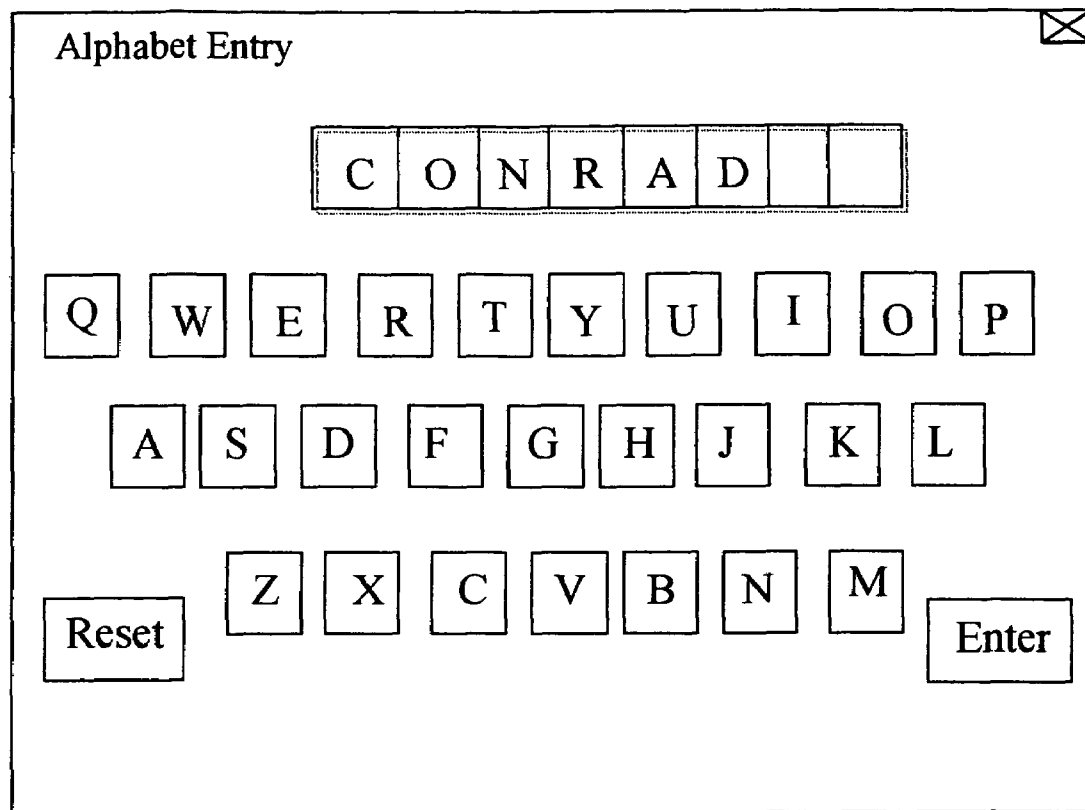 Alphabet Entry
C O N R A D
Q W E R T Y U I O P
A S D F G H J K L
Z X C V B N M
Reset Enter